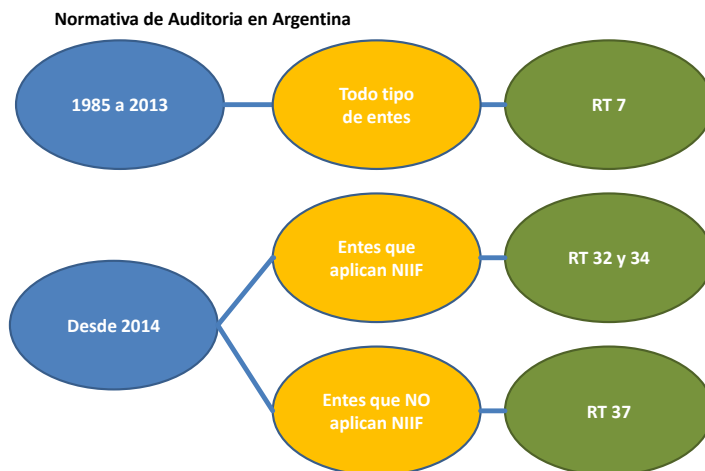 Normativa de Auditoria en Argentina
1985 a 2013
Todo tipo
de entes
RT 7
Desde 2014
Entes que
aplican NIIF
RT 32 y 34
Entes que NO
aplican NIIF
RT 37